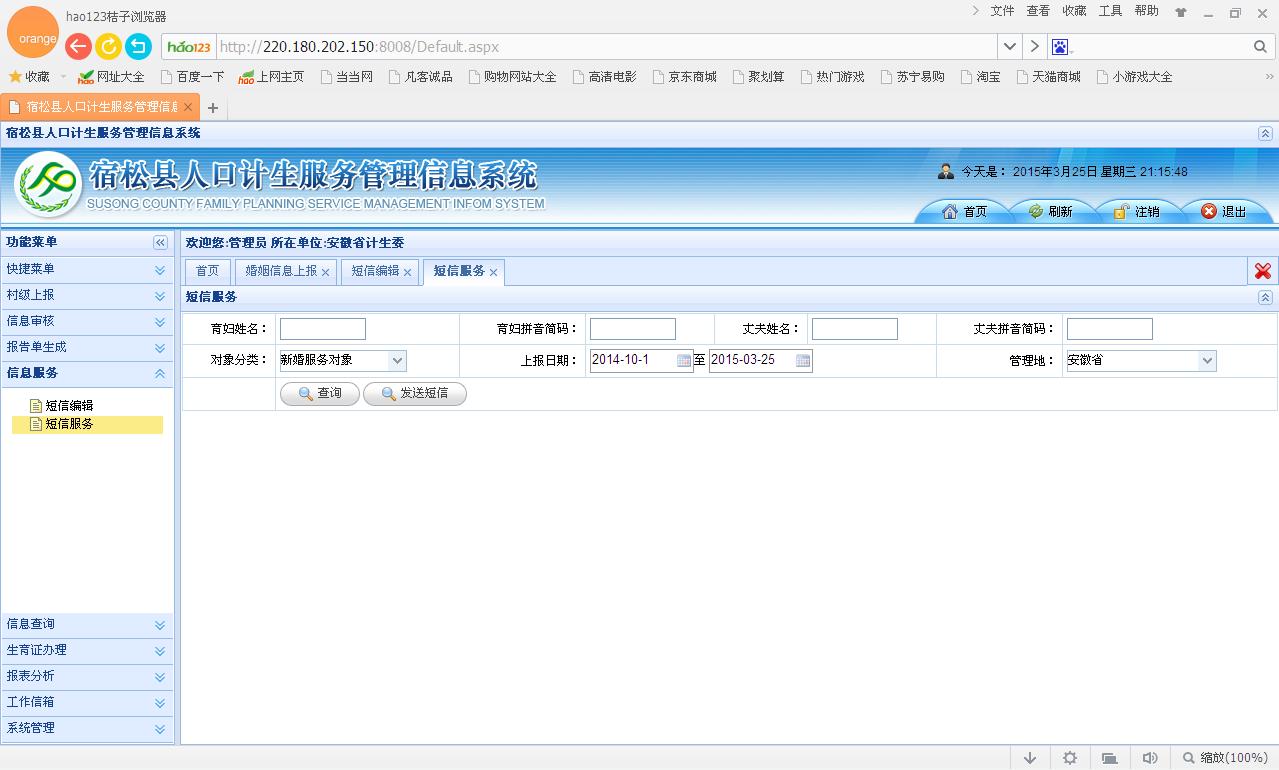 hao123桔子浏览器
文件 查看 收藏 工具 帮助
orange
hao123 http://220.180.202.150:8008/Default.aspx
收藏 网址大全 百度一下 上网主页 当当网 凡客诚品 购物网站大全 高清电影 京东商城 聚划算 热门游戏 苏宁易购 淘宝 天猫商城 小游戏大全
宿松县人口计生服务管理信息
宿松县人口计生服务管理信息系统
宿松县人口计生服务管理信息系统
SUSONG COUNTY FAMILY PLANNING SERVICE MANAGEMENT INFOM SYSTEM
今天是： 2015年3月25日 星期三 21:15:48
首页 刷新 注销 退出
功能菜单
快捷菜单
村级上报
信息审核
报告单生成
信息服务
短信编辑
短信服务
信息查询
生育证办理
报表分析
工作信箱
系统管理
欢迎您:管理员 所在单位:安徽省计生委
首页 婚姻信息上报 短信编辑 短信服务
短信服务
育妇姓名： 育妇拼音简码： 丈夫姓名： 丈夫拼音简码：
对象分类： 新婚服务对象 上报日期： 2014-10-1 至 2015-03-25 管理地： 安徽省
查询 发送短信
缩放(100%)